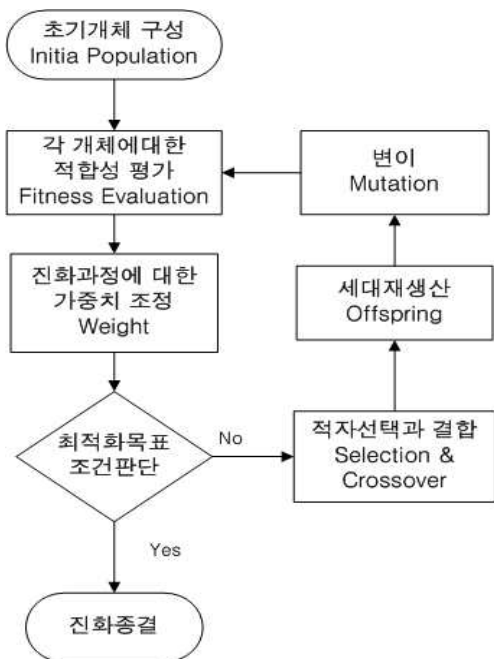 초기개체 구성
Initia Population
각 개체에대한
적합성 평가
Fitness Evaluation
진화과정에 대한
가중치 조정
Weight
최적화목표
조건판단
No
Yes
진화종결
적자선택과 결합
Selection &
Crossover
세대재생산
Offspring
변이
Mutation